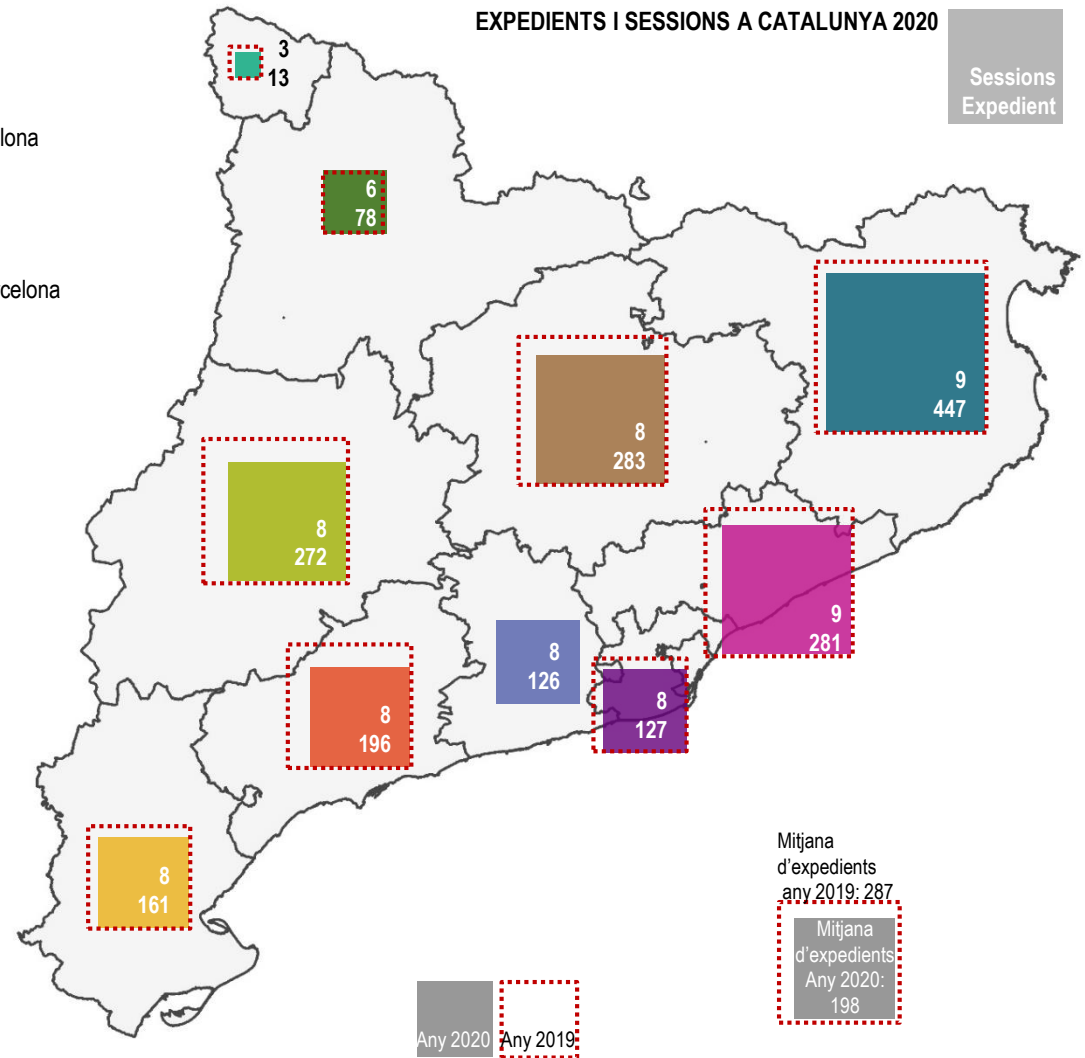 EXPEDIENTS I SESSIONS A CATALUNYA 2020
Sessions
Expedient
3
13
lona
6
78
celona
9
447
8
283
8
272
9
281
8
126
8
127
8
196
8
161
Mitjana
d'expedients
any 2019: 287
Mitjana
d'expedients
Any 2020:
198
Any 2020
Any 2019